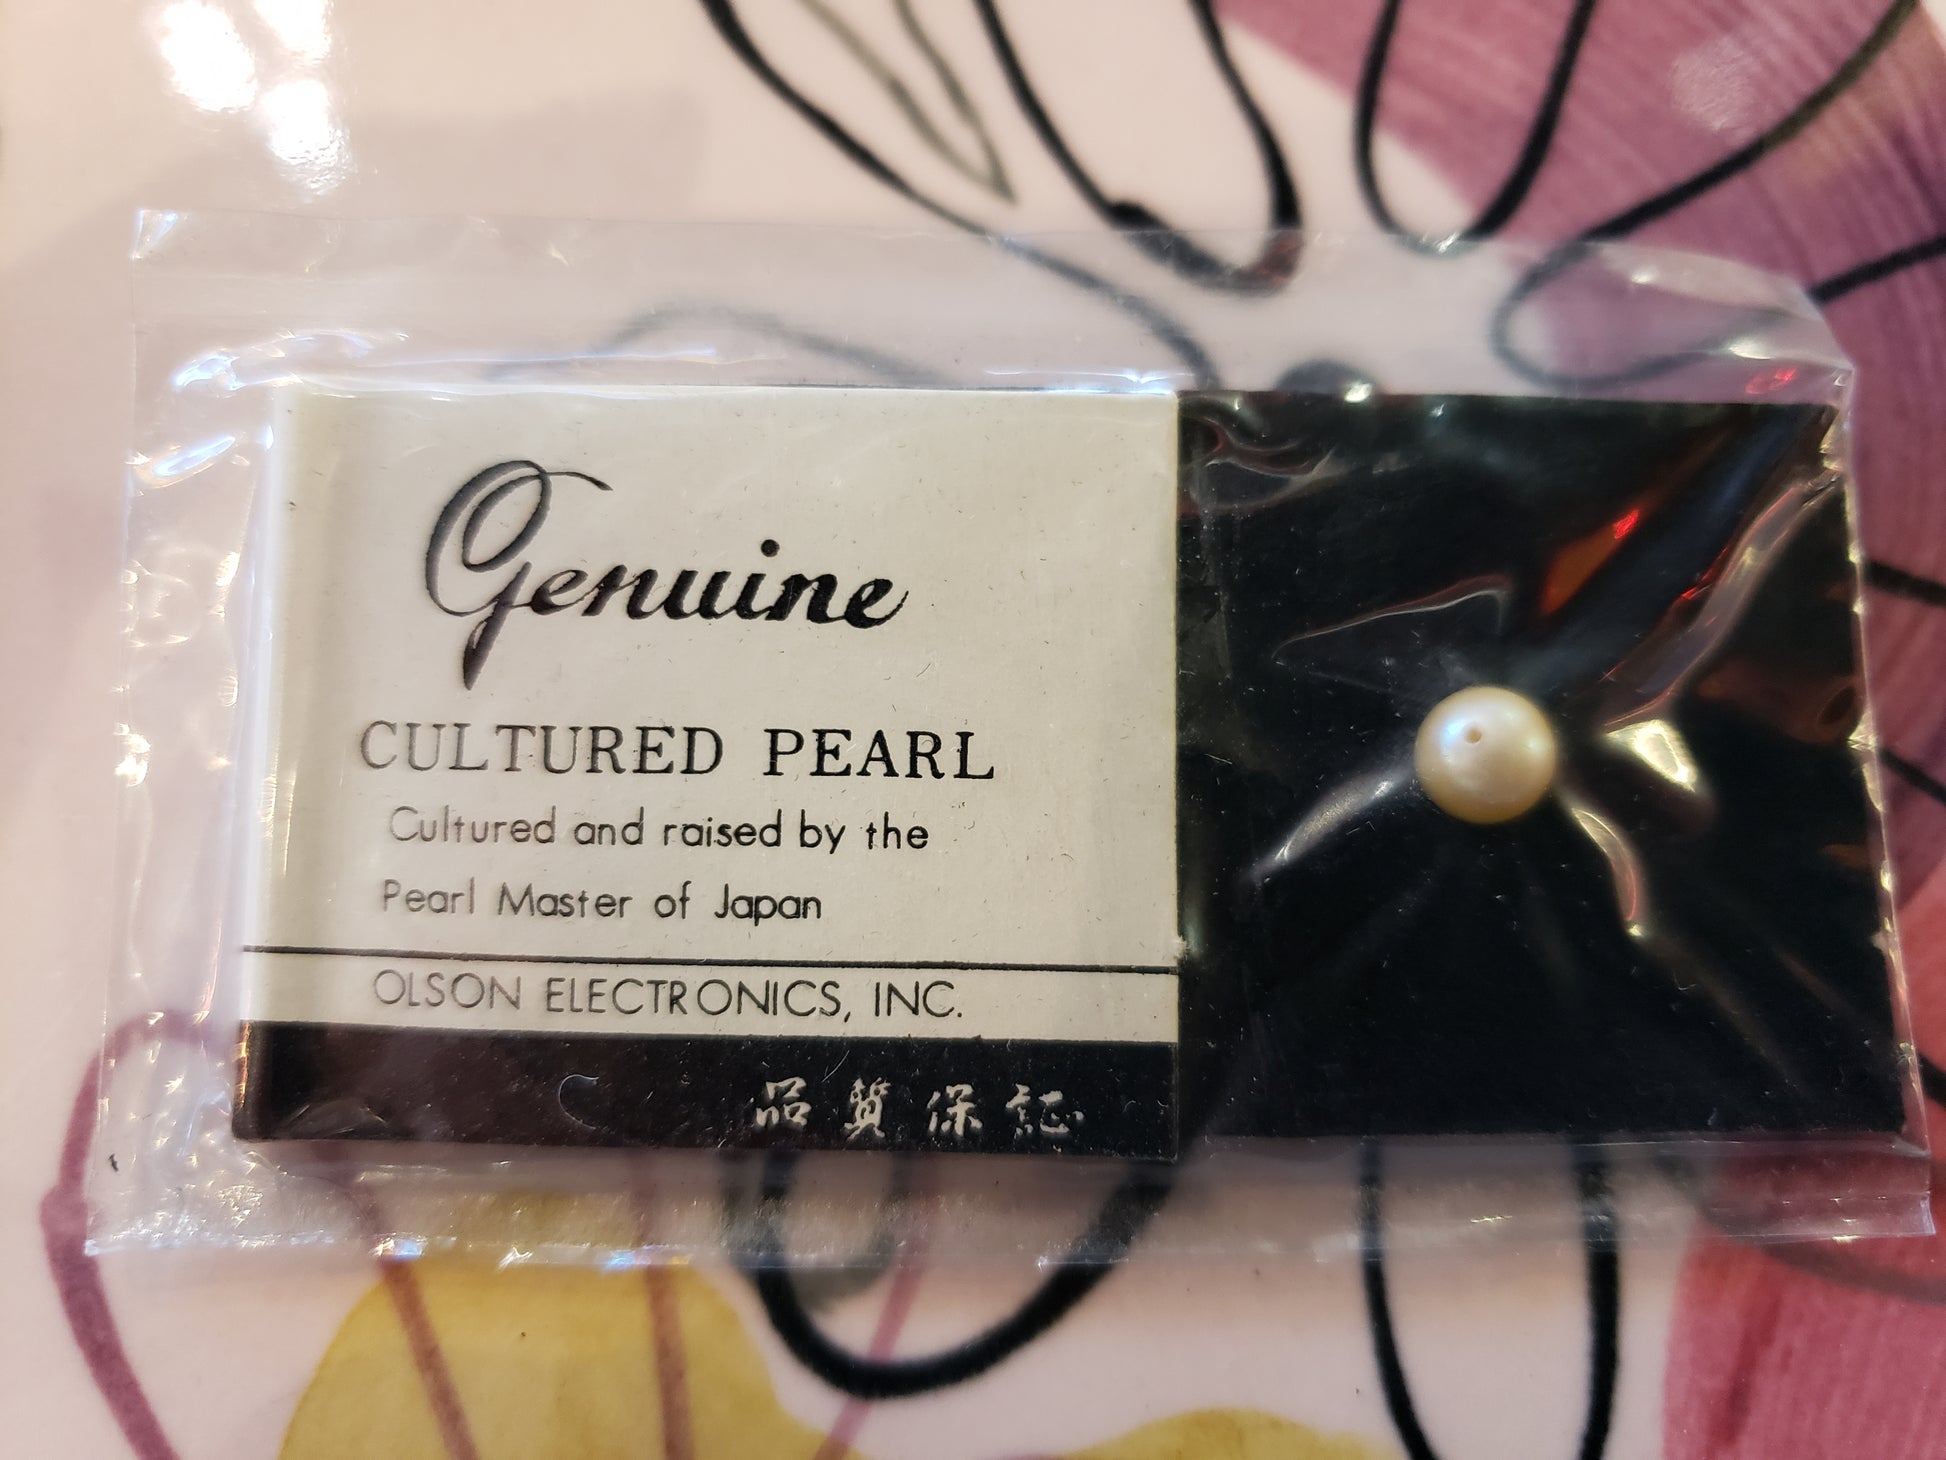 Genuine
CULTURED PEARL
Cultured and raised by the
Pearl Master of Japan
OLSON ELECTRONICS, INC.
品質保証